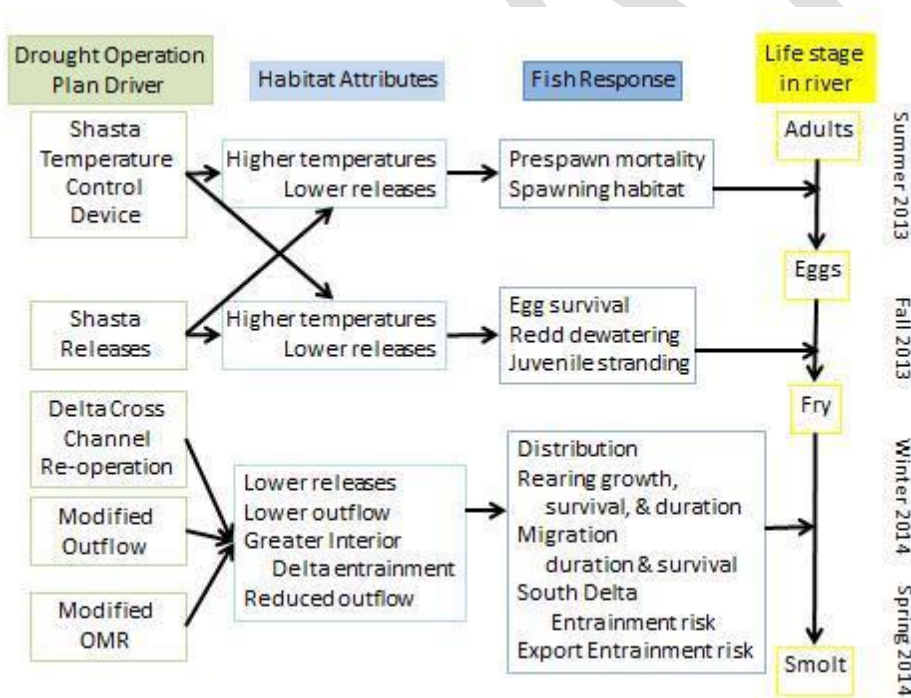 Drought Operation
Plan Driver
Habitat Attributes
Fish Response
Life stage
in river
Shasta
Temperature
Control
Device
Higher temperatures
Lower releases
Prespawn mortality
Spawning habitat
Adults
Summer 2013
Eggs
Shasta
Releases
Higher temperatures
Lower releases
Egg survival
Redd dewatering
Juvenile stranding
Fall 2013
Fry
Delta Cross
Channel
Re-operation
Modified
Outflow
Modified
OMR
Lower releases
Lower outflow
Greater Interior
Delta entrainment
Reduced outflow
Distribution
Rearing growth,
survival, & duration
Migration
duration & survival
South Delta
Entrainment risk
Export Entrainment risk
Winter 2014
Spring 2014
Smolt